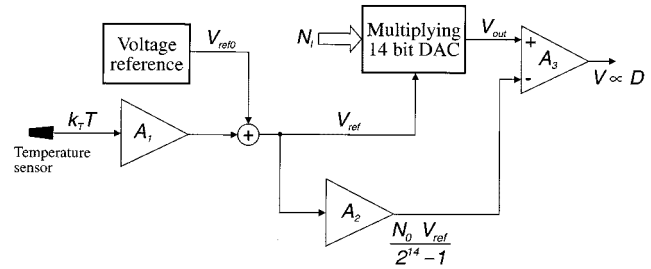 Voltage
reference
V_ref0
N_i
Multiplying
14 bit DAC
V_out
+
-
A_3
V ∝ D
k_T T
A_1
+
V_ref
Temperature
sensor
A_2
N_0 V_ref
2^14 -1